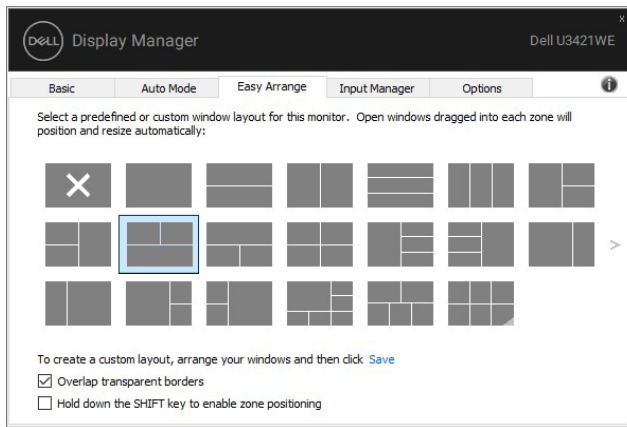 DELL Display Manager
Dell U3421WE
x
Basic
Auto Mode
Easy Arrange
Input Manager
Options
i
Select a predefined or custom window layout for this monitor. Open windows dragged into each zone will
position and resize automatically:
>
To create a custom layout, arrange your windows and then click Save
Overlap transparent borders
Hold down the SHIFT key to enable zone positioning